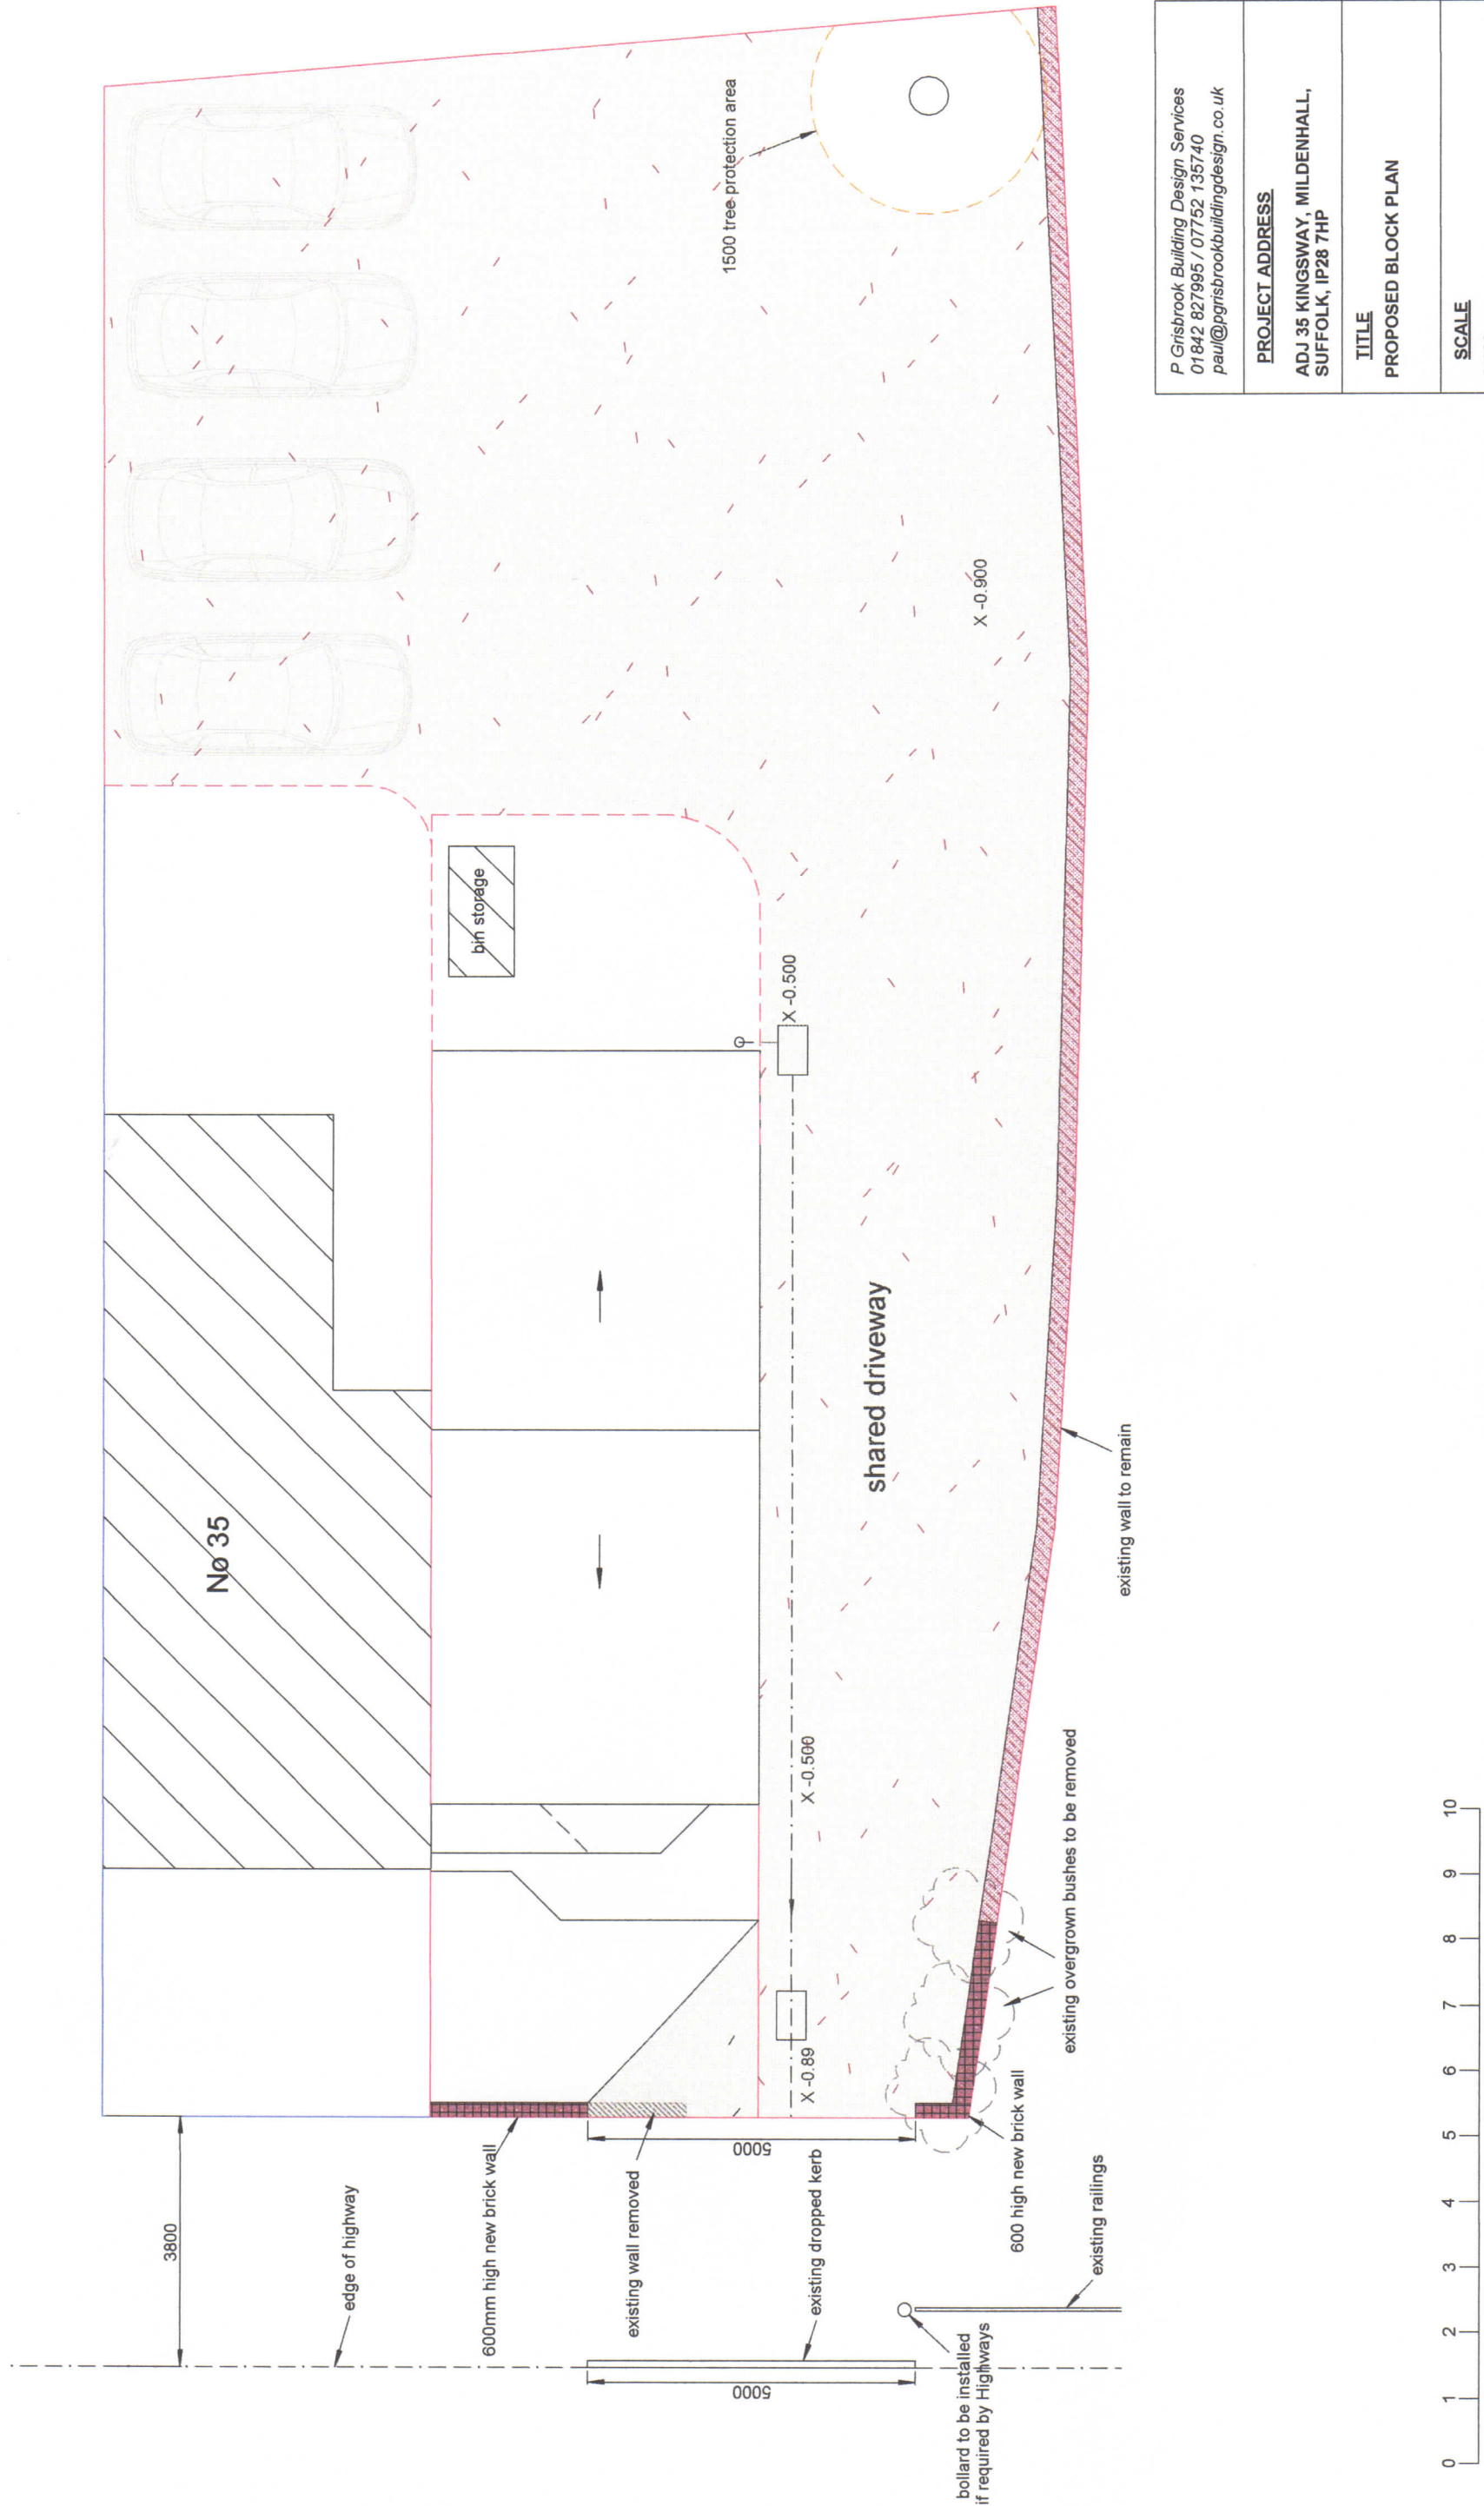 3800
edge of highway
600mm high new brick wall
existing wall removed
5000
existing dropped kerb
5000
bollard to be installed
if required by Highways
600 high new brick wall
existing railings
existing overgrown bushes to be removed
existing wall to remain
No 35
shared driveway
X -0.89
X -0.500
X -0.500
X -0.900
bin storage
1500 tree protection area
0 1 2 3 4 5 6 7 8 9 10
P Grisbrook Building Design Services
01842 827995 / 07752 135740
paul@pgrisbrookbuildingdesign.co.uk
PROJECT ADDRESS
ADJ 35 KINGSWAY, MILDENHALL,
SUFFOLK, IP28 7HP
TITLE
PROPOSED BLOCK PLAN
SCALE